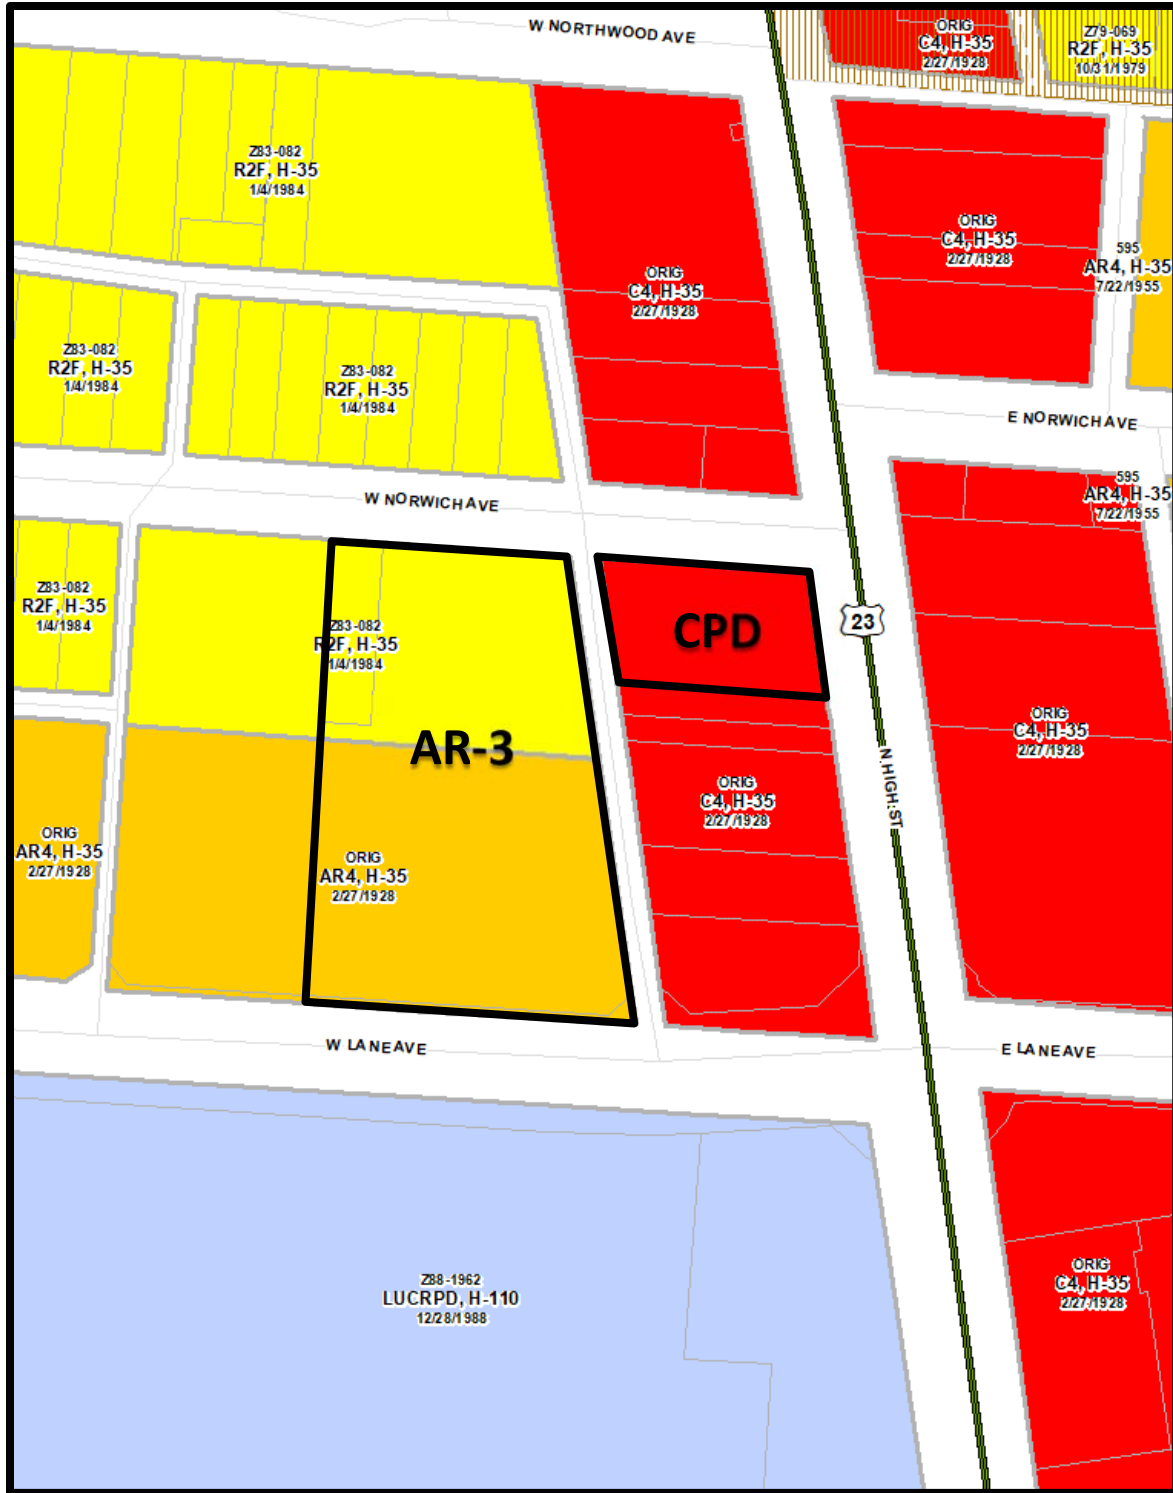 W NORTHWOOD AVE
ORIG
C4, H-35
2/27/1928
Z79-069
R2F, H-35
10/31/1979
Z83-082
R2F, H-35
1/4/1984
ORIG
C4, H-35
2/27/1928
ORIG
C4, H-35
2/27/1928
595
AR4, H-35
7/22/1955
Z83-082
R2F, H-35
1/4/1984
Z83-082
R2F, H-35
1/4/1984
E NORWICH AVE
W NORWICH AVE
595
AR4, H-35
7/22/1955
Z83-082
R2F, H-35
1/4/1984
Z83-082
R2F, H-35
1/4/1984
CPD
23
AR-3
ORIG
C4, H-35
2/27/1928
N HIGH ST
ORIG
C4, H-35
2/27/1928
ORIG
AR4, H-35
2/27/1928
ORIG
AR4, H-35
2/27/1928
W LANE AVE
E LANE AVE
Z88-1962
LUCRPD, H-110
12/28/1988
ORIG
C4, H-35
2/27/1928